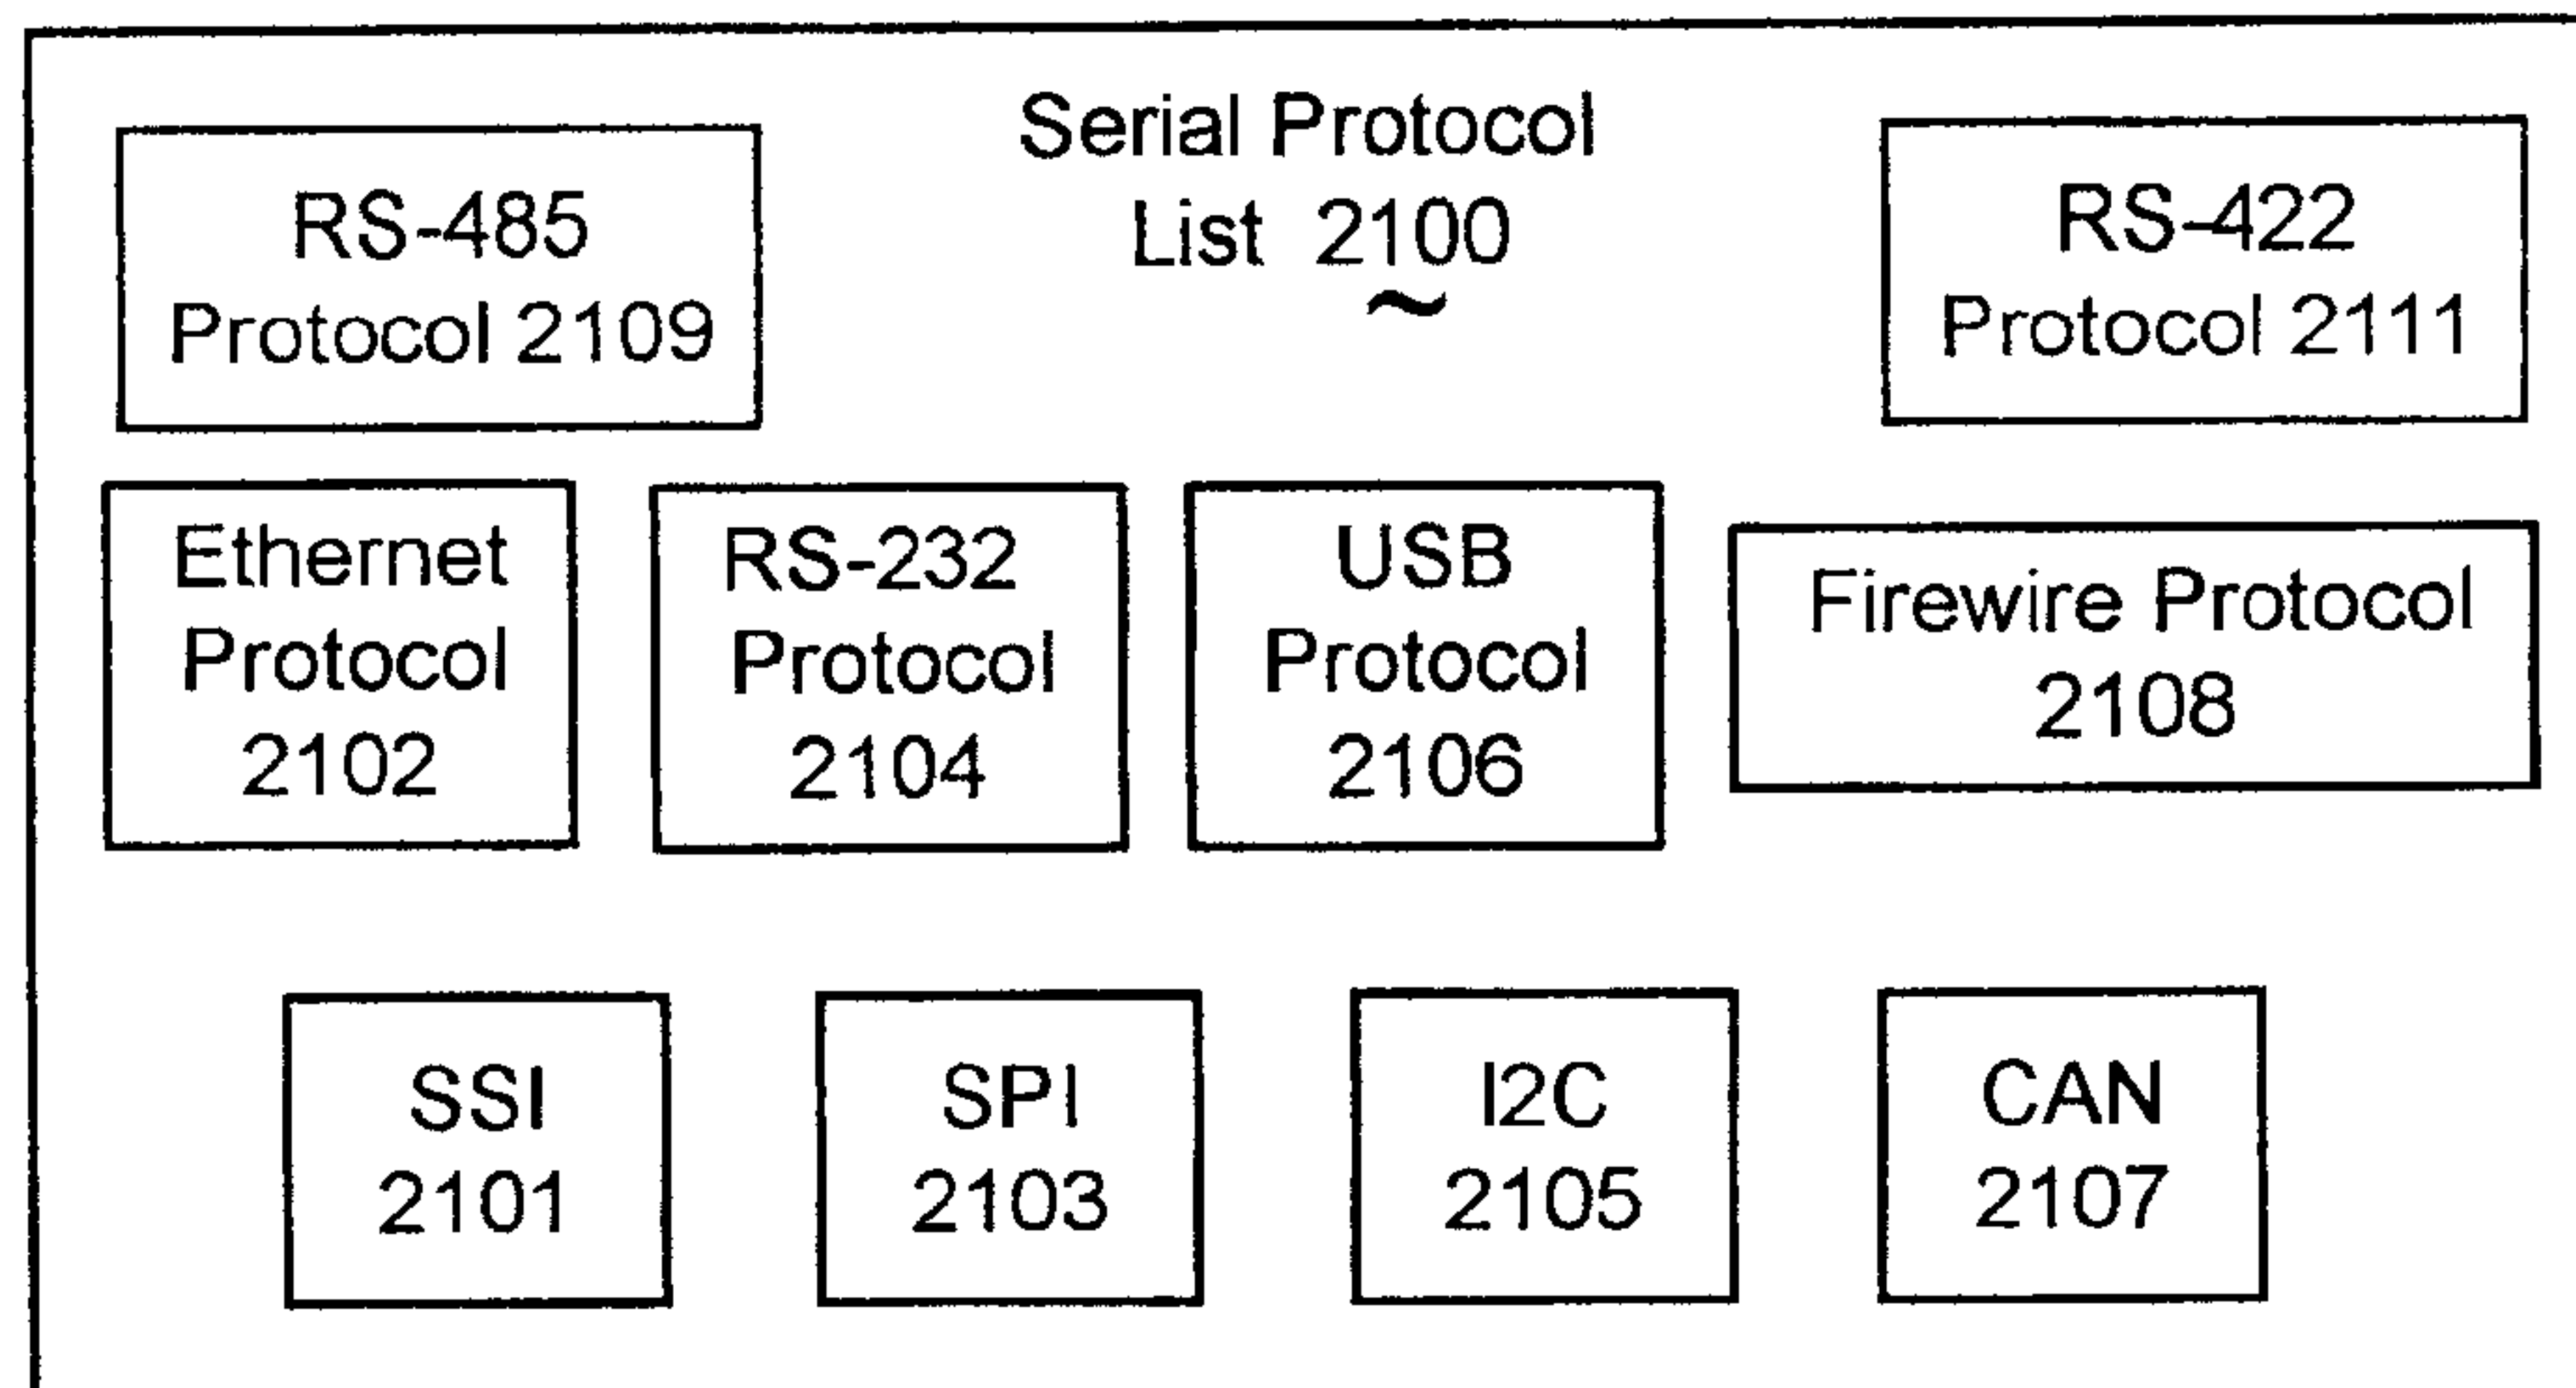 Serial Protocol
List 2100
~
RS-485
Protocol 2109
RS-422
Protocol 2111
Ethernet
Protocol
2102
RS-232
Protocol
2104
USB
Protocol
2106
Firewire Protocol
2108
SSI
2101
SPI
2103
I2C
2105
CAN
2107